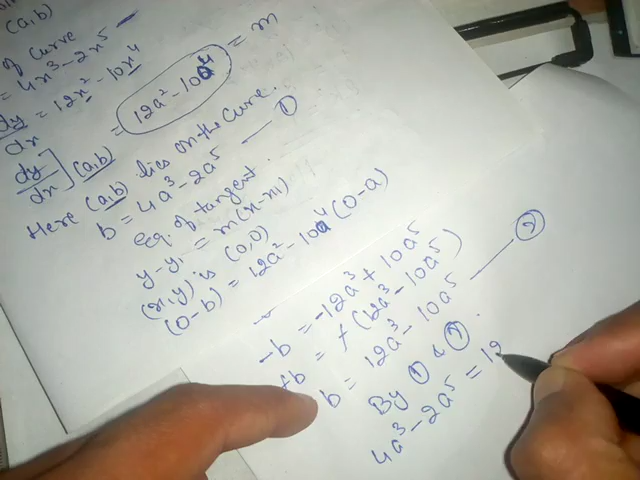 (a,b)
of Curve
= 4x³-2x⁵
dy/dx = 12x²-10x⁴
dy/dx](a,b) = 12a²-10a⁴ = m
Here (a,b) lies on the Curve.
b = 4a³-2a⁵ — ①
eq. of tangent.
y-y₁ = m(x-x₁)
(x,y) is (0,0)
(0-b) = 12a²-10a⁴(0-a)
-b = -12a³+10a⁵
+b = +(12a³-10a⁵)
b = 12a³-10a⁵ — ②
By ① & ②.
4a³-2a⁵ = 12